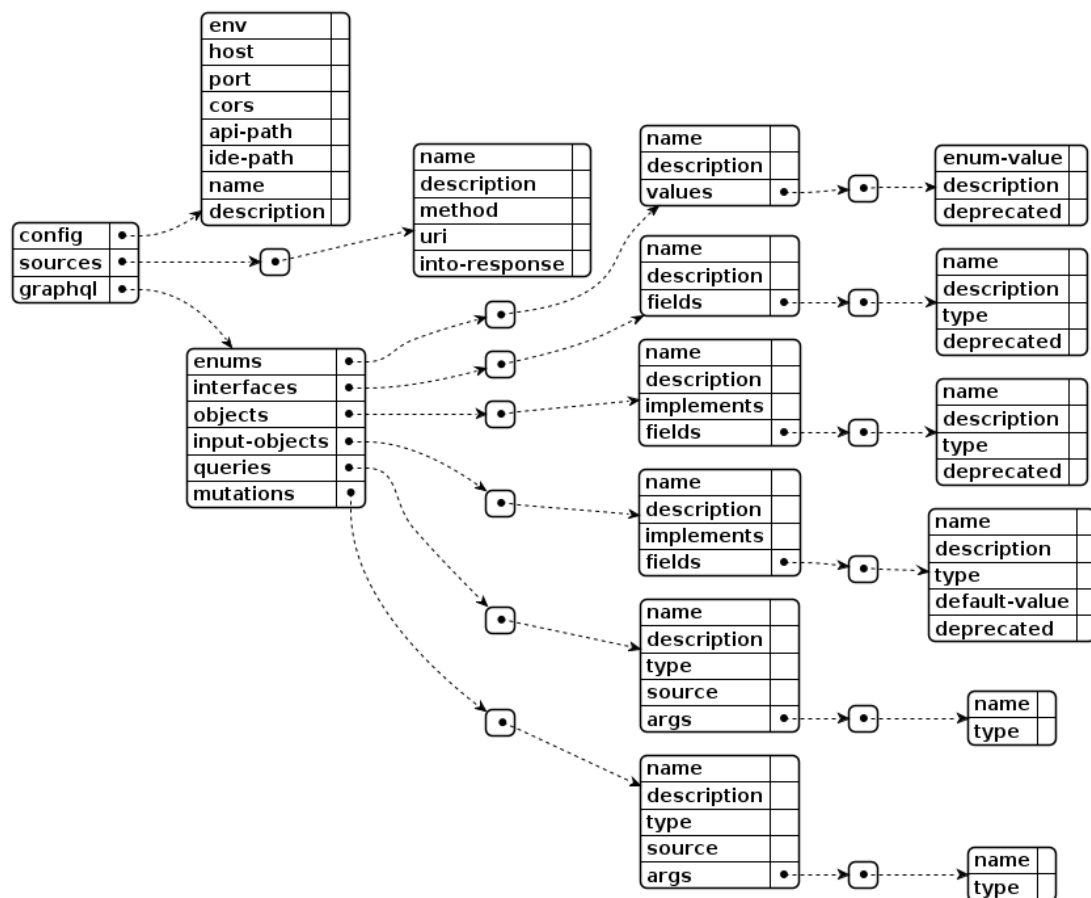 env
host
port
cors
api-path
ide-path
name
description
config
sources
graphql
name
description
method
uri
into-response
enums
interfaces
objects
input-objects
queries
mutations
name
description
values
enum-value
description
deprecated
name
description
fields
name
description
type
deprecated
name
description
implements
fields
name
description
type
deprecated
name
description
implements
fields
name
description
type
default-value
deprecated
name
description
type
source
args
name
type
name
description
type
source
args
name
type